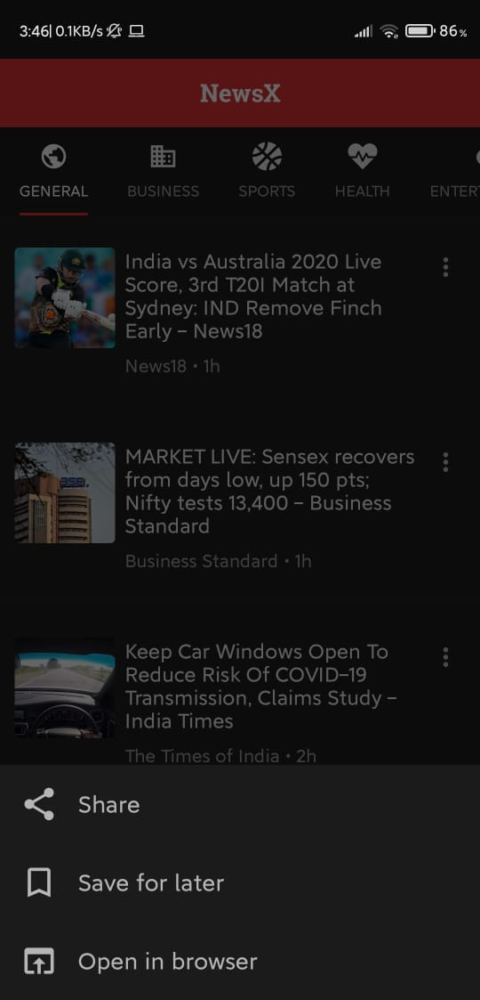 3:46| 0.1KB/s 86%
NewsX
GENERAL BUSINESS SPORTS HEALTH ENTER
India vs Australia 2020 Live
Score, 3rd T20I Match at
Sydney: IND Remove Finch
Early – News18
News18 • 1h
BSE
MARKET LIVE: Sensex recovers
from days low, up 150 pts;
Nifty tests 13,400 – Business
Standard
Business Standard • 1h
Keep Car Windows Open To
Reduce Risk Of COVID–19
Transmission, Claims Study –
India Times
The Times of India • 2h
Share
Save for later
Open in browser